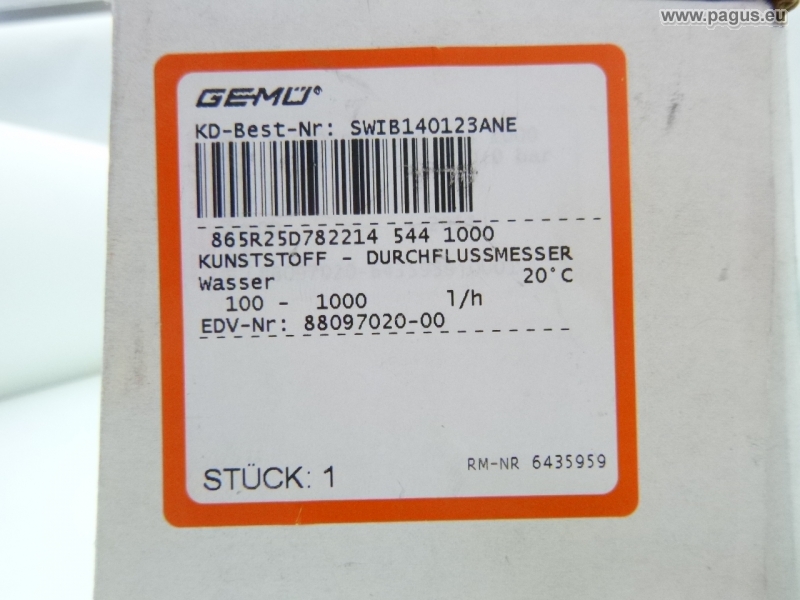 www.pagus.eu
GEMÜ
KD-Best-Nr: SWIB140123ANE
865R25D782214 544 1000
KUNSTSTOFF - DURCHFLUSSMESSER
Wasser 20°C
100 - 1000 l/h
EDV-Nr: 88097020-00
STÜCK: 1
RM-NR 6435959